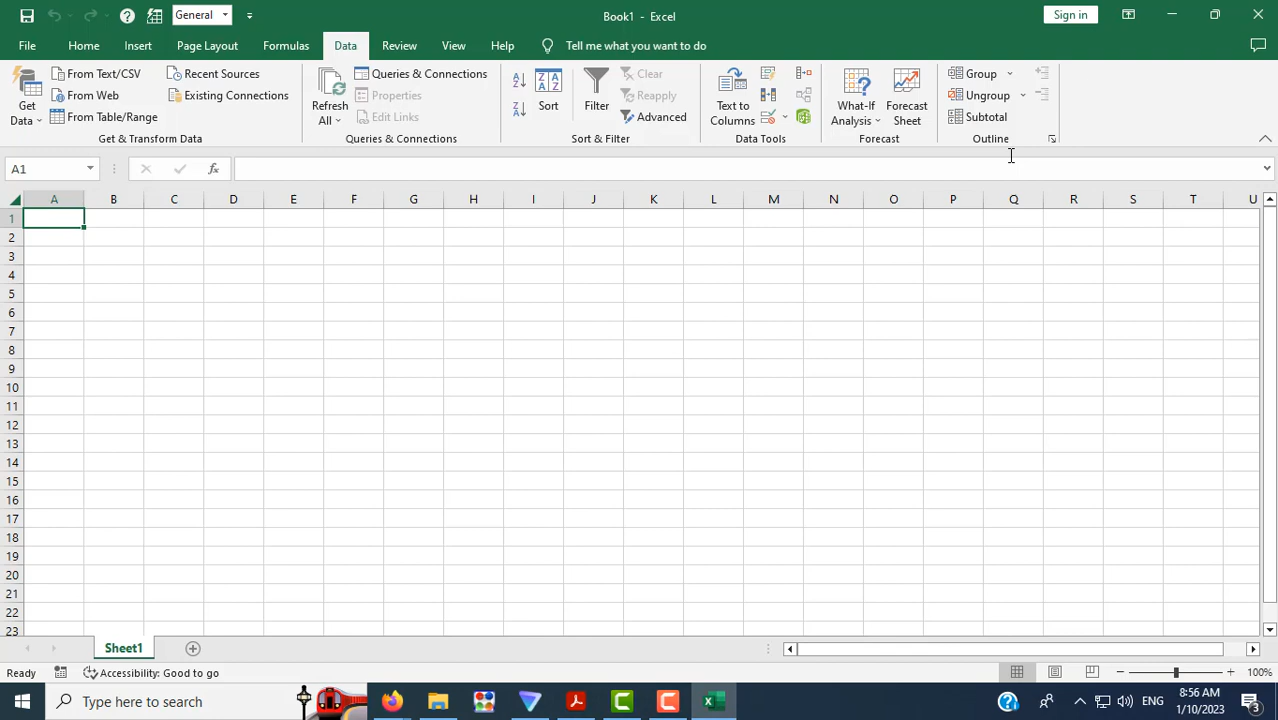 General
Book1 - Excel
Sign in
File Home Insert Page Layout Formulas Data Review View Help Tell me what you want to do
Get Data
From Text/CSV
From Web
From Table/Range
Recent Sources
Existing Connections
Get & Transform Data
Refresh All
Queries & Connections
Properties
Edit Links
Queries & Connections
Sort
Filter
Clear
Reapply
Advanced
Sort & Filter
Text to Columns
Data Tools
What-If Analysis
Forecast Sheet
Forecast
Group
Ungroup
Subtotal
Outline
A1
fx
A B C D E F G H I J K L M N O P Q R S T U
1
2
3
4
5
6
7
8
9
10
11
12
13
14
15
16
17
18
19
20
21
22
23
Sheet1
Ready Accessibility: Good to go 100%
Type here to search
ENG
8:56 AM
1/10/2023
3